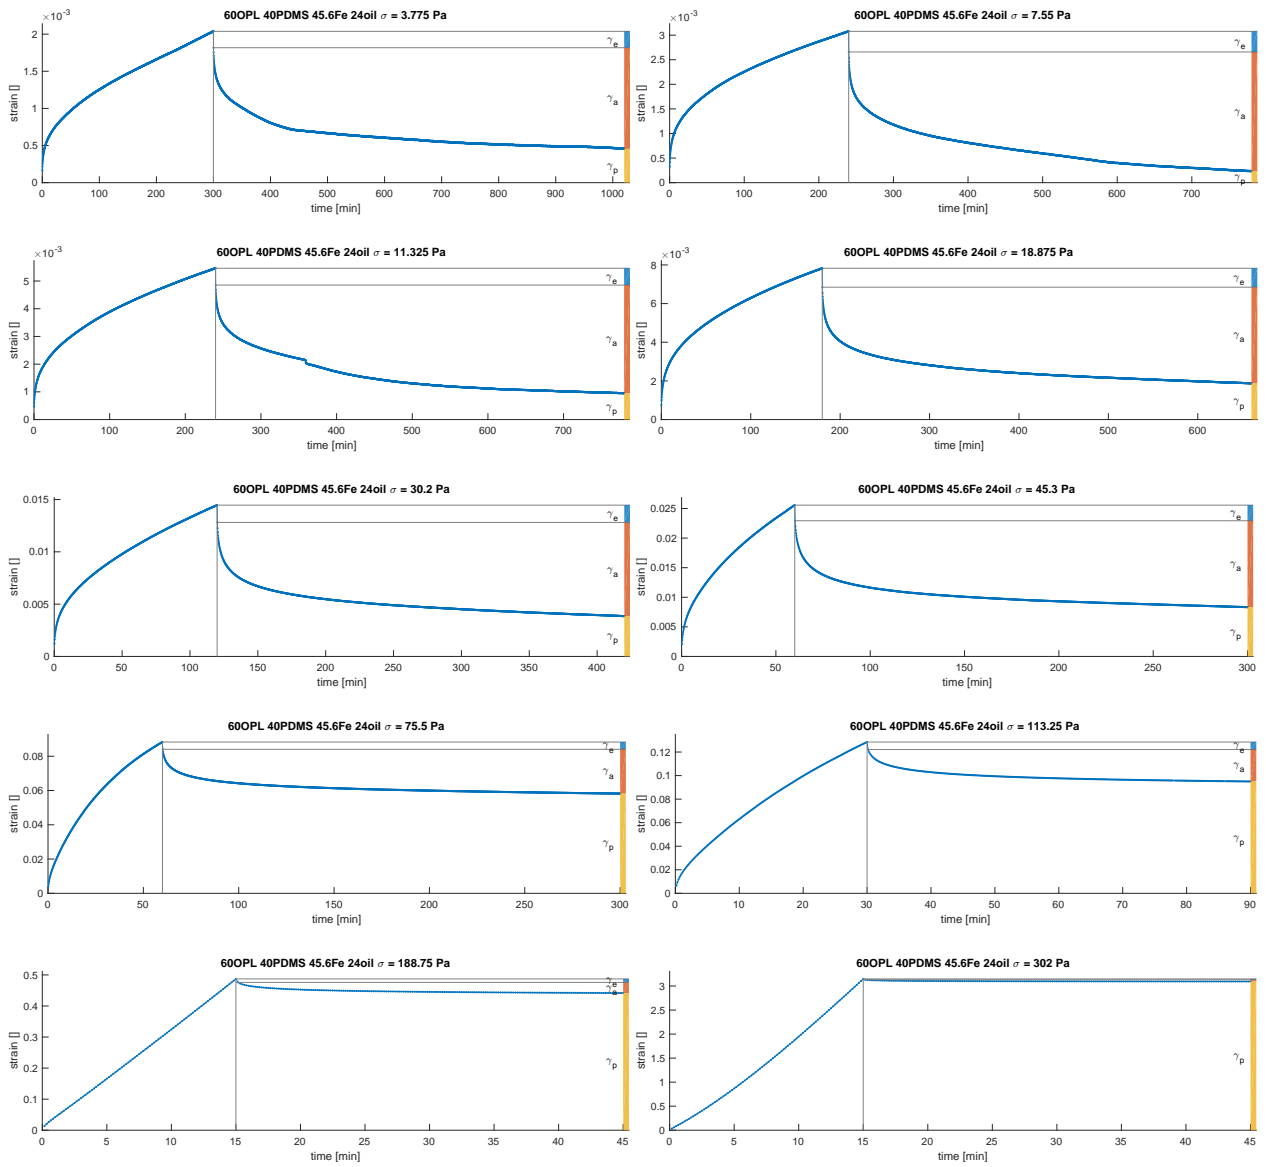 60OPL 40PDMS 45.6Fe 24oil σ = 3.775 Pa
×10⁻³
strain []
2
1.5
1
0.5
0
γe
γa
γp
0 100 200 300 400 500 600 700 800 900 1000
time [min]
60OPL 40PDMS 45.6Fe 24oil σ = 7.55 Pa
×10⁻³
strain []
3
2.5
2
1.5
1
0.5
0
γe
γa
γp
0 100 200 300 400 500 600 700
time [min]
60OPL 40PDMS 45.6Fe 24oil σ = 11.325 Pa
×10⁻³
strain []
5
4
3
2
1
0
γe
γa
γp
0 100 200 300 400 500 600 700
time [min]
60OPL 40PDMS 45.6Fe 24oil σ = 18.875 Pa
×10⁻³
strain []
8
6
4
2
0
γe
γa
γp
0 100 200 300 400 500 600
time [min]
60OPL 40PDMS 45.6Fe 24oil σ = 30.2 Pa
strain []
0.015
0.01
0.005
0
γe
γa
γp
0 50 100 150 200 250 300 350 400
time [min]
60OPL 40PDMS 45.6Fe 24oil σ = 45.3 Pa
strain []
0.025
0.02
0.015
0.01
0.005
0
γe
γa
γp
0 50 100 150 200 250 300
time [min]
60OPL 40PDMS 45.6Fe 24oil σ = 75.5 Pa
strain []
0.08
0.06
0.04
0.02
0
γe
γa
γp
0 50 100 150 200 250 300
time [min]
60OPL 40PDMS 45.6Fe 24oil σ = 113.25 Pa
strain []
0.12
0.1
0.08
0.06
0.04
0.02
0
γe
γa
γp
0 10 20 30 40 50 60 70 80 90
time [min]
60OPL 40PDMS 45.6Fe 24oil σ = 188.75 Pa
strain []
0.5
0.4
0.3
0.2
0.1
0
γe
γa
γp
0 5 10 15 20 25 30 35 40 45
time [min]
60OPL 40PDMS 45.6Fe 24oil σ = 302 Pa
strain []
3
2.5
2
1.5
1
0.5
0
γp
0 5 10 15 20 25 30 35 40 45
time [min]